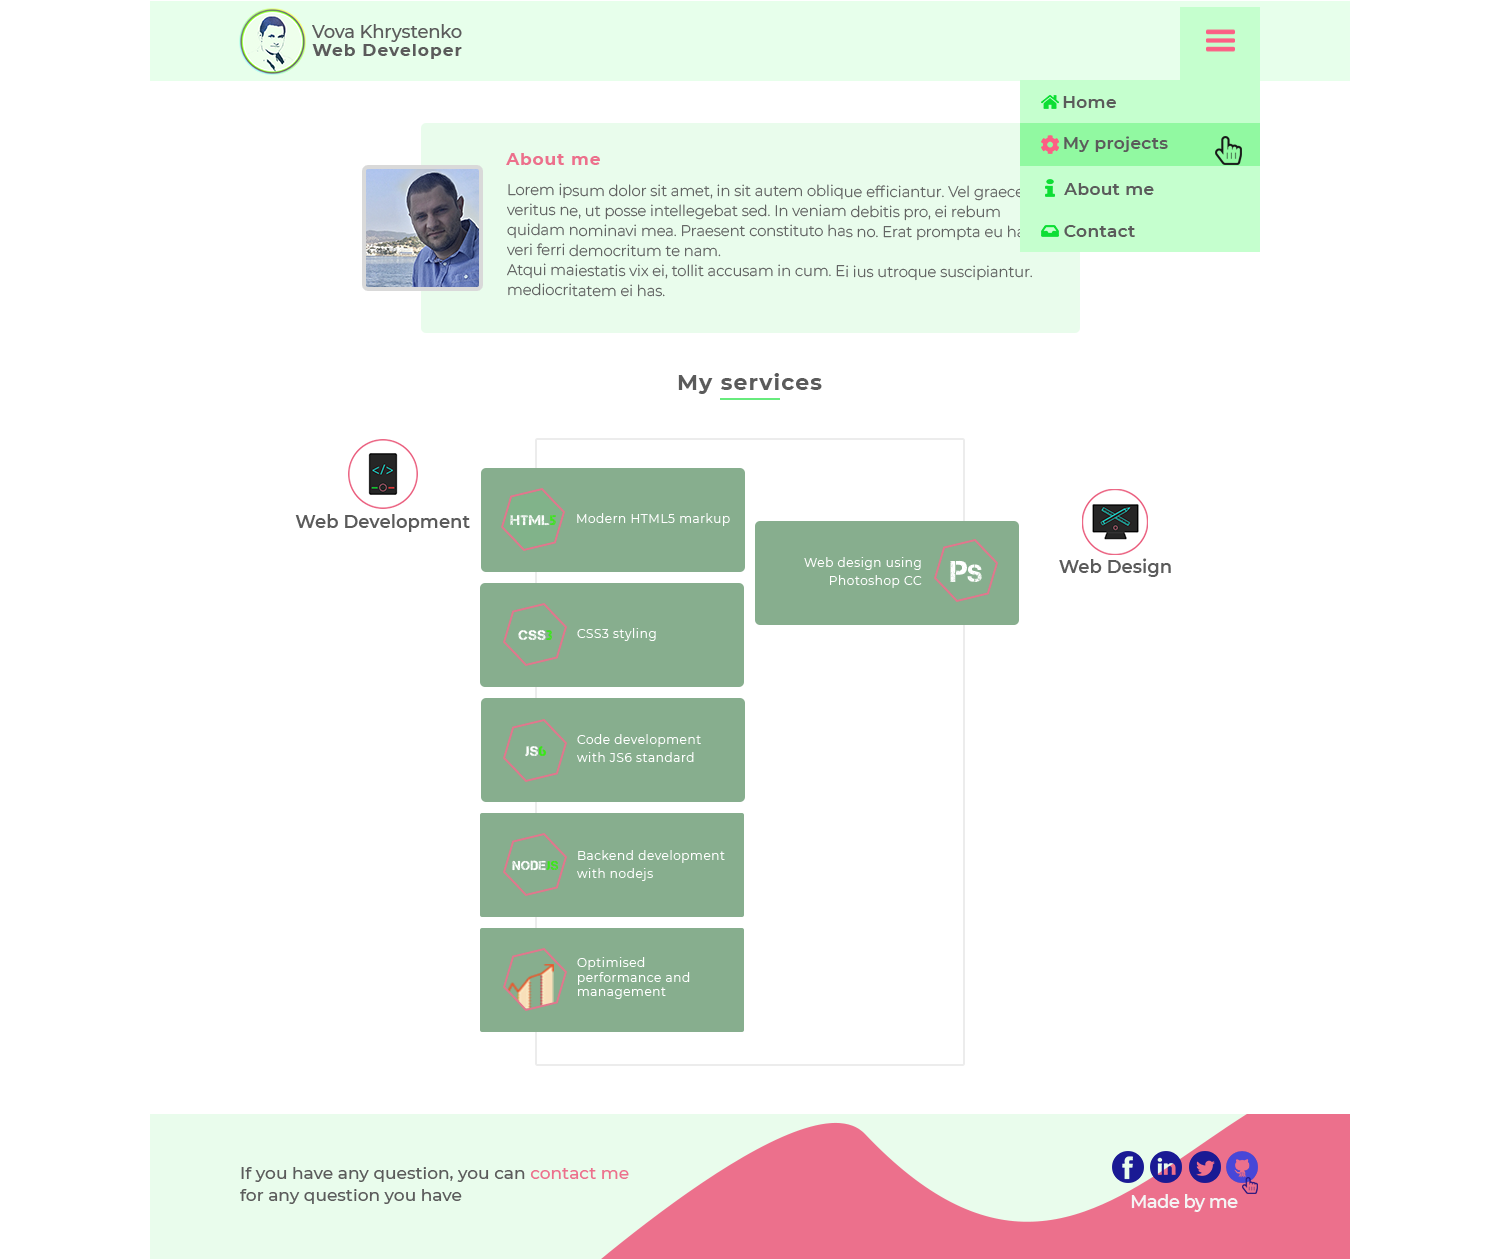 Vova Khrystenko
Web Developer
Home
My projects
About me
Contact
About me
Lorem ipsum dolor sit amet, in sit autem oblique efficiantur. Vel graece
veritus ne, ut posse intellegebat sed. In veniam debitis pro, ei rebum
quidam nominavi mea. Praesent constituto has no. Erat prompta eu
veri ferri democritum te nam.
Atqui maiestatis vix ei, tollit accusam in cum. Ei ius utroque suscipiantur.
mediocritatem ei has.
My services
</>
Web Development
HTML5
Modern HTML5 markup
Web design using
Photoshop CC
Ps
Web Design
CSS3
CSS3 styling
JS6
Code development
with JS6 standard
NODE
Backend development
with nodejs
Optimised
performance and
management
If you have any question, you can contact me
for any question you have
f
in
Made by me